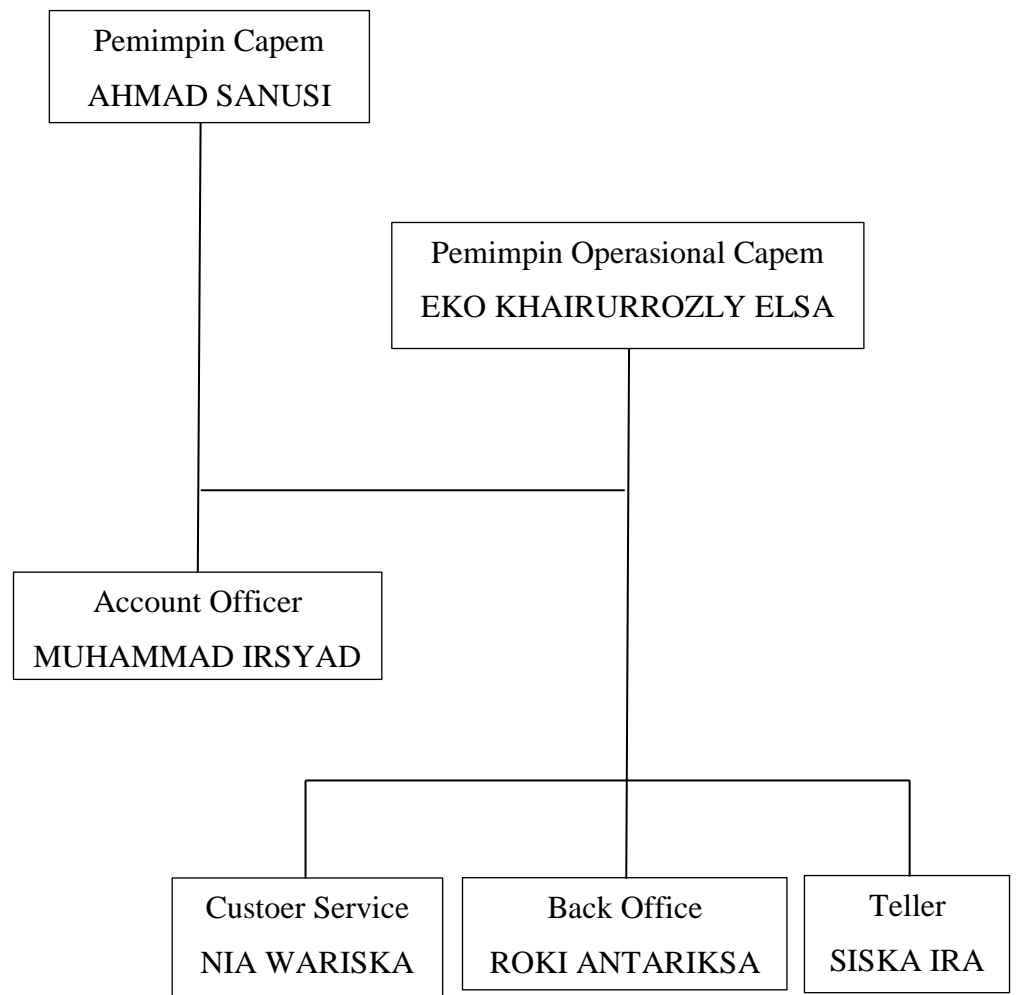 Pemimpin Capem
AHMAD SANUSI
Pemimpin Operasional Capem
EKO KHAIRURROZLY ELSA
Account Officer
MUHAMMAD IRSYAD
Custoer Service
NIA WARISKA
Back Office
ROKI ANTARIKSA
Teller
SISKA IRA